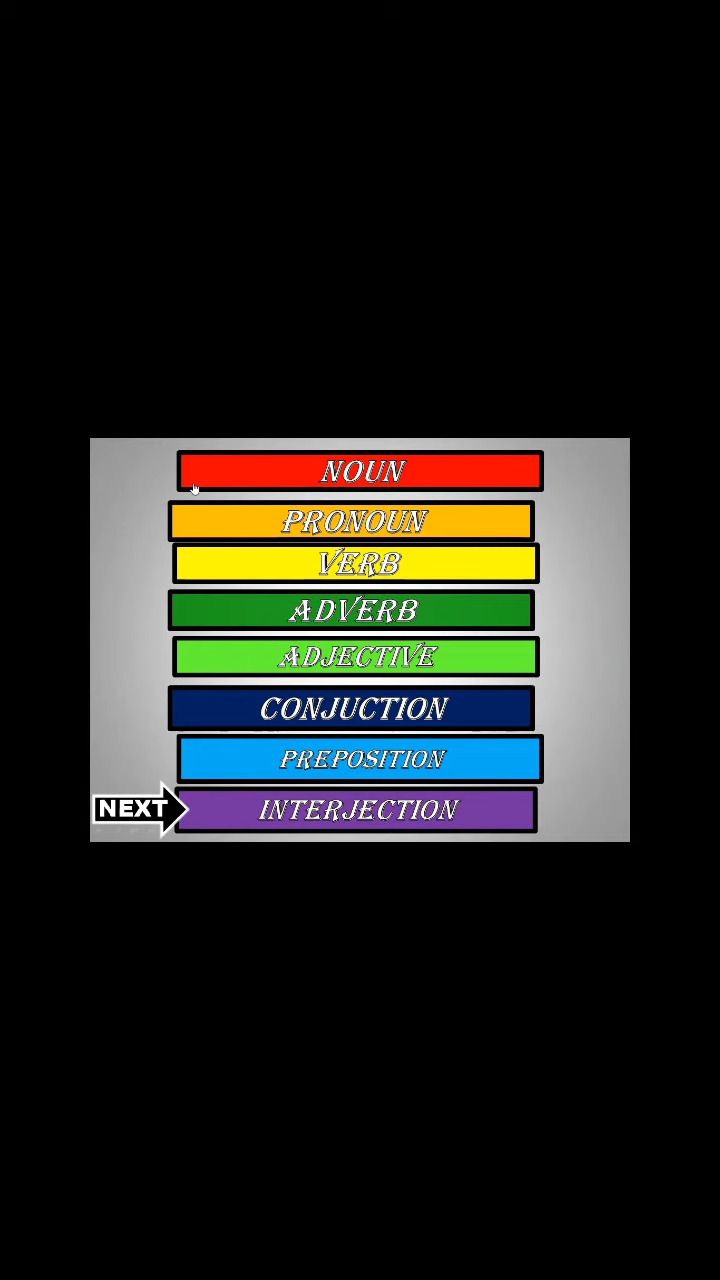 NOUN
PRONOUN
VERB
ADVERB
ADJECTIVE
CONJUCTION
PREPOSITION
NEXT
INTERJECTION